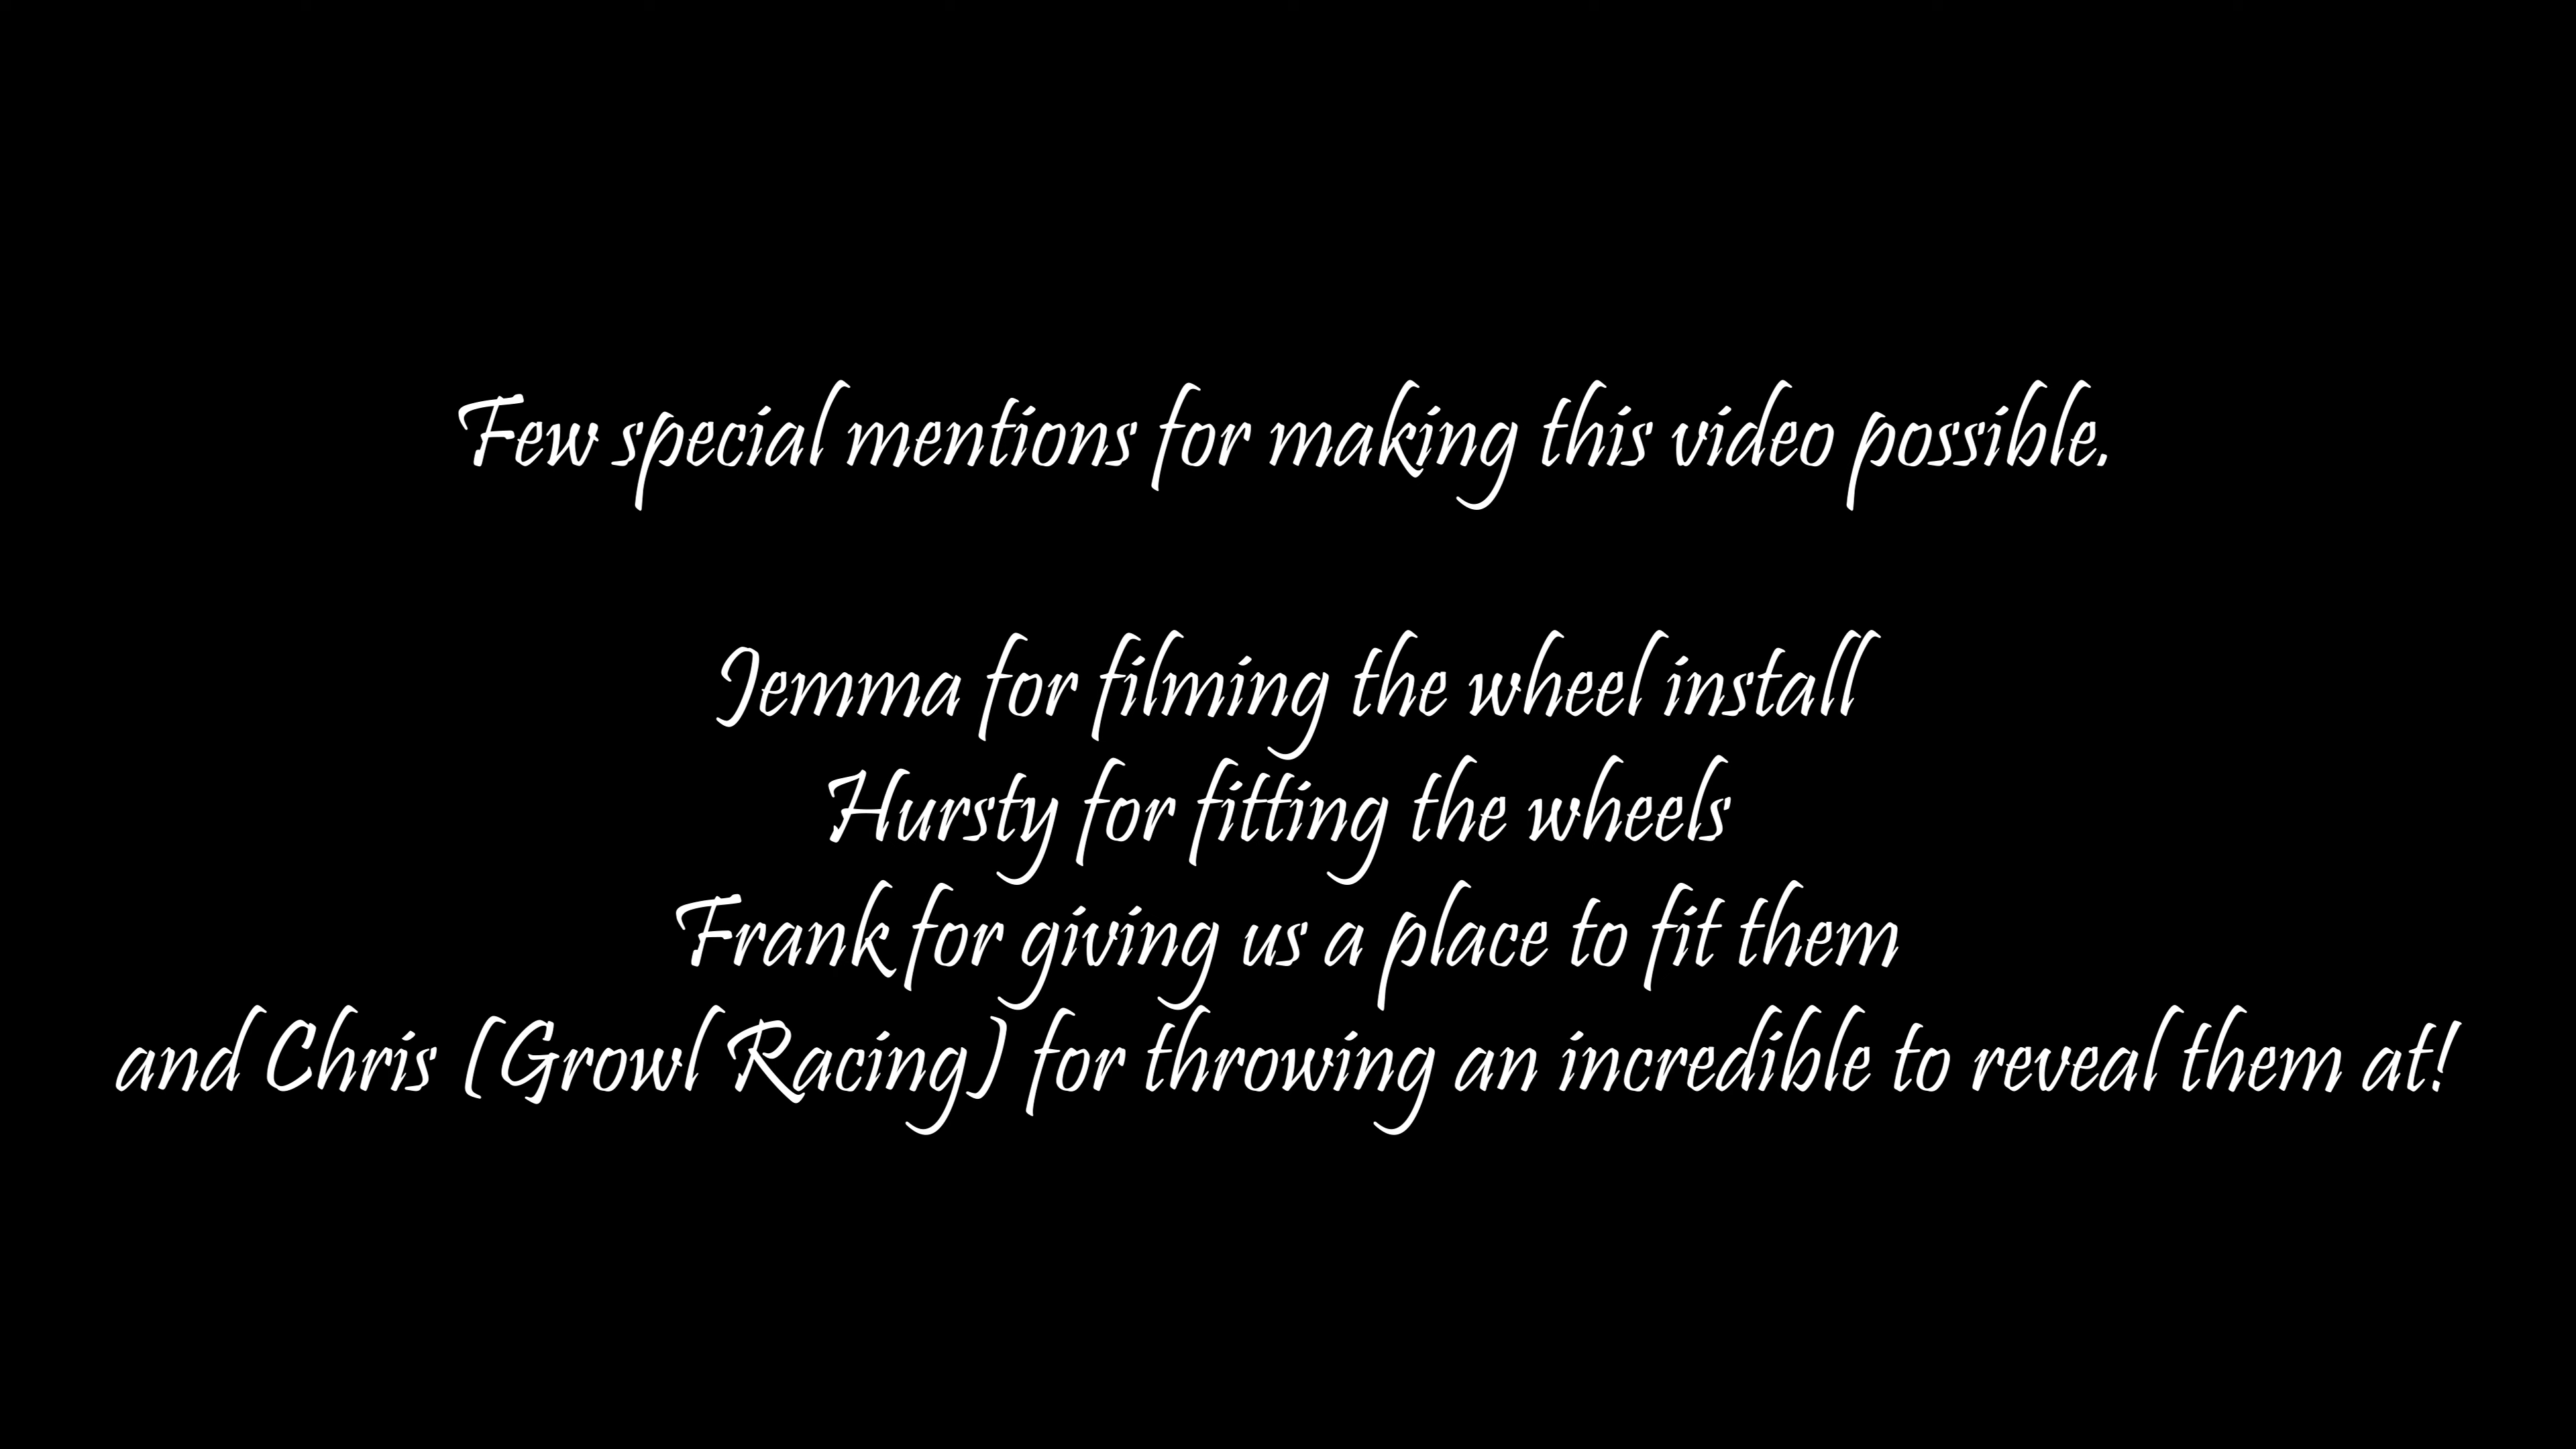 Few special mentions for making this video possible.
Jemma for filming the wheel install
Hursty for fitting the wheels
Frank for giving us a place to fit them
and Chris (Growl Racing) for throwing an incredible to reveal them at!